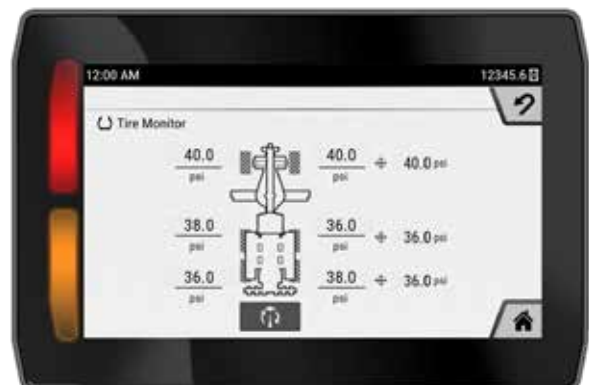 12:00 AM 12345.6
Tire Monitor
40.0 psi 40.0 psi 40.0 psi
38.0 psi 36.0 psi 36.0 psi
36.0 psi 38.0 psi 36.0 psi